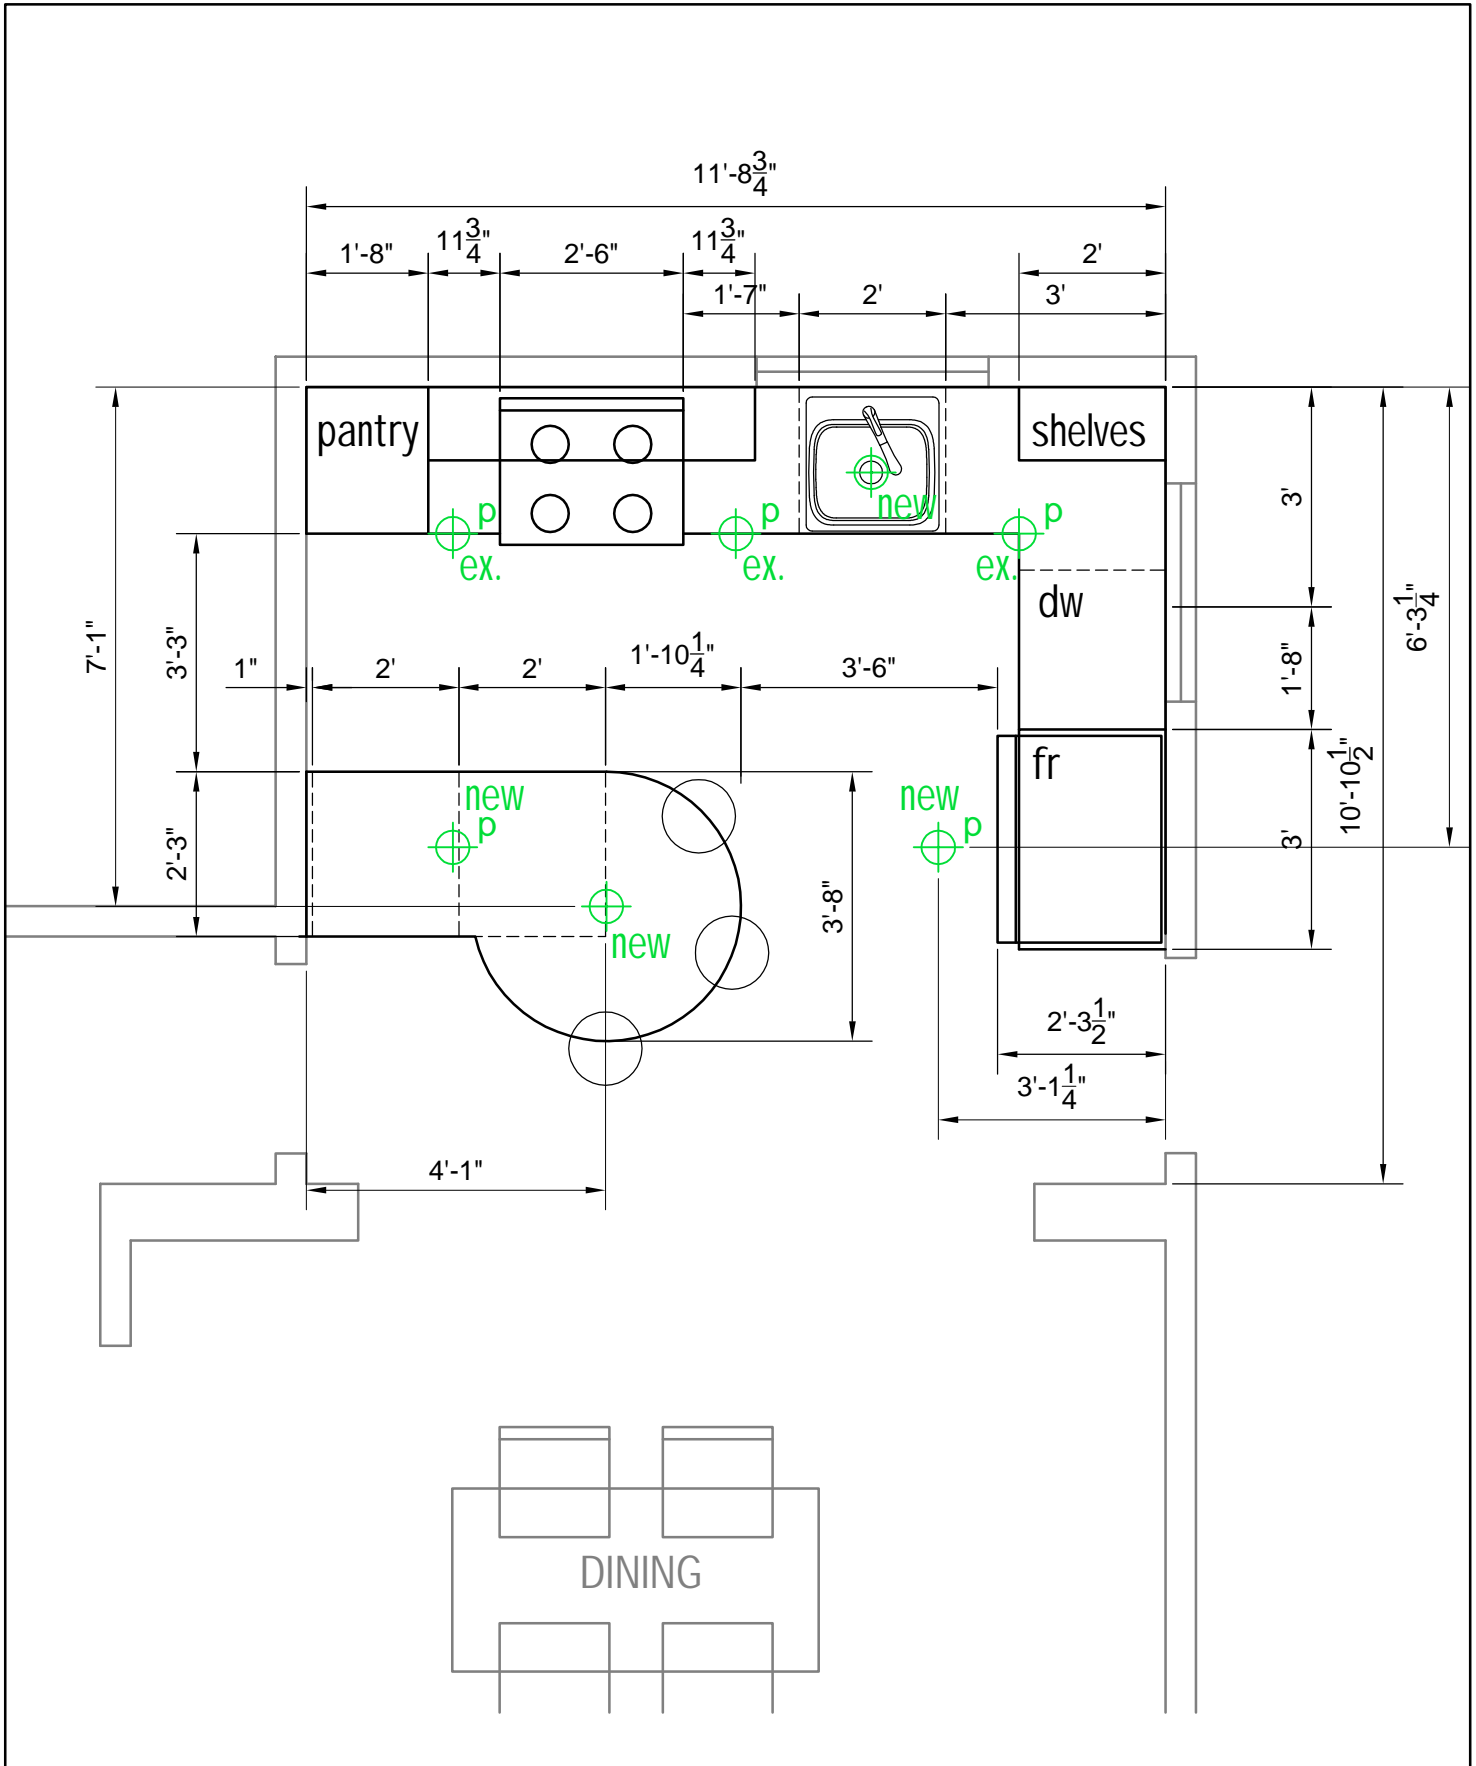 11'-8 3/4"
1'-8"
11 3/4"
2'-6"
11 3/4"
2'
1'-7"
2'
3'
pantry
shelves
new
p
ex.
p
ex.
p
ex.
dw
3'
6'-3 1/4"
7'-1"
3'-3"
1"
2'
2'
1'-10 1/4"
3'-6"
1'-8"
10'-10 1/2"
fr
new
p
new
p
3'
2'-3"
3'-8"
new
2'-3 1/2"
3'-1 1/4"
4'-1"
DINING